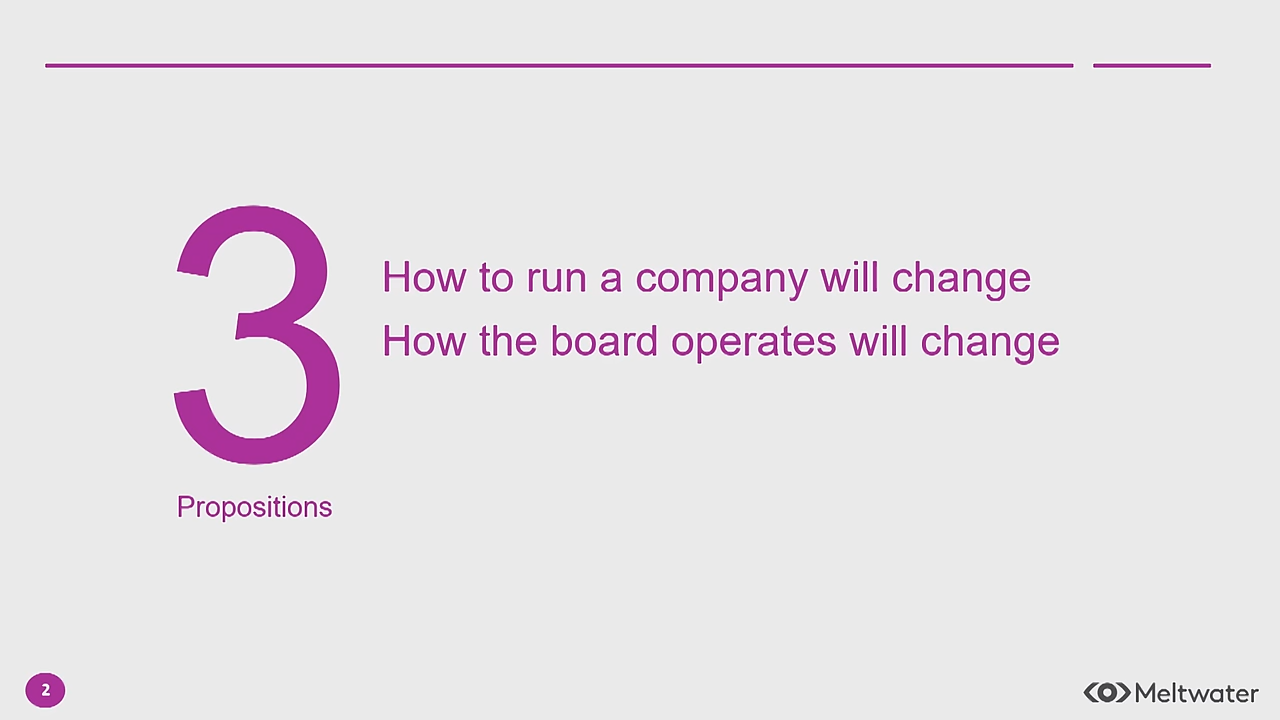 3
How to run a company will change
How the board operates will change
Propositions
2
Meltwater